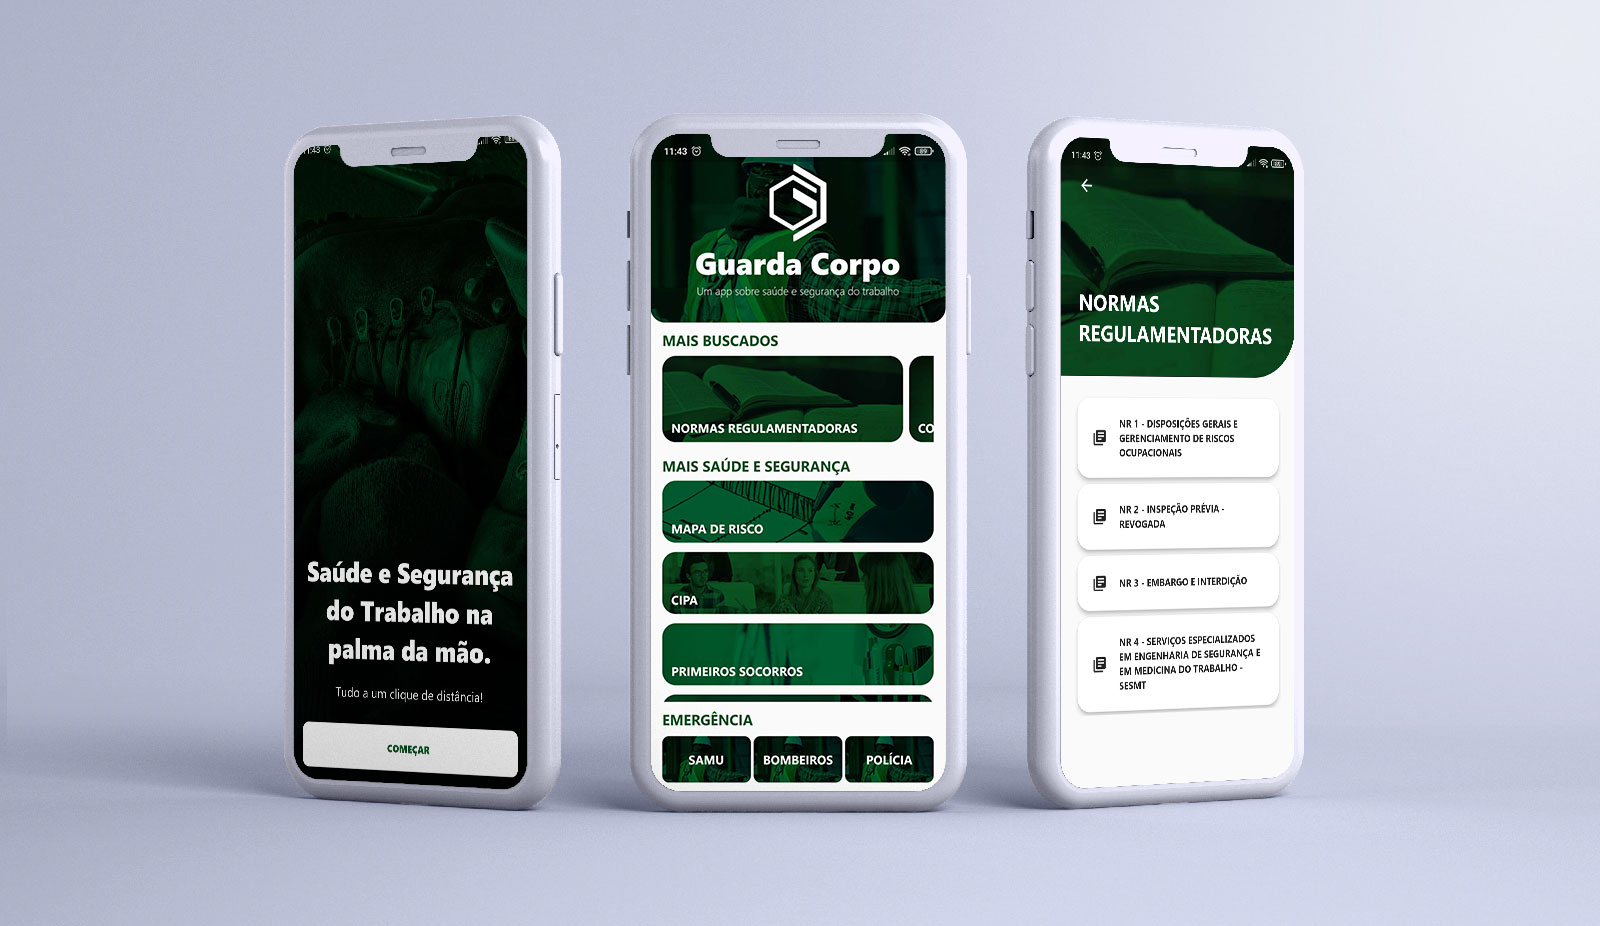 11:43
Saúde e Segurança
do Trabalho na
palma da mão.
Tudo a um clique de distância!
COMEÇAR
11:43
89
Guarda Corpo
Um app sobre saúde e segurança do trabalho
MAIS BUSCADOS
NORMAS REGULAMENTADORAS
CO
MAIS SAÚDE E SEGURANÇA
MAPA DE RISCO
CIPA
PRIMEIROS SOCORROS
EMERGÊNCIA
SAMU
BOMBEIROS
POLÍCIA
11:43
89
NORMAS
REGULAMENTADORAS
NR 1 - DISPOSIÇÕES GERAIS E
GERENCIAMENTO DE RISCOS
OCUPACIONAIS
NR 2 - INSPEÇÃO PRÉVIA -
REVOGADA
NR 3 - EMBARGO E INTERDIÇÃO
NR 4 - SERVIÇOS ESPECIALIZADOS
EM ENGENHARIA DE SEGURANÇA E
EM MEDICINA DO TRABALHO -
SESMT